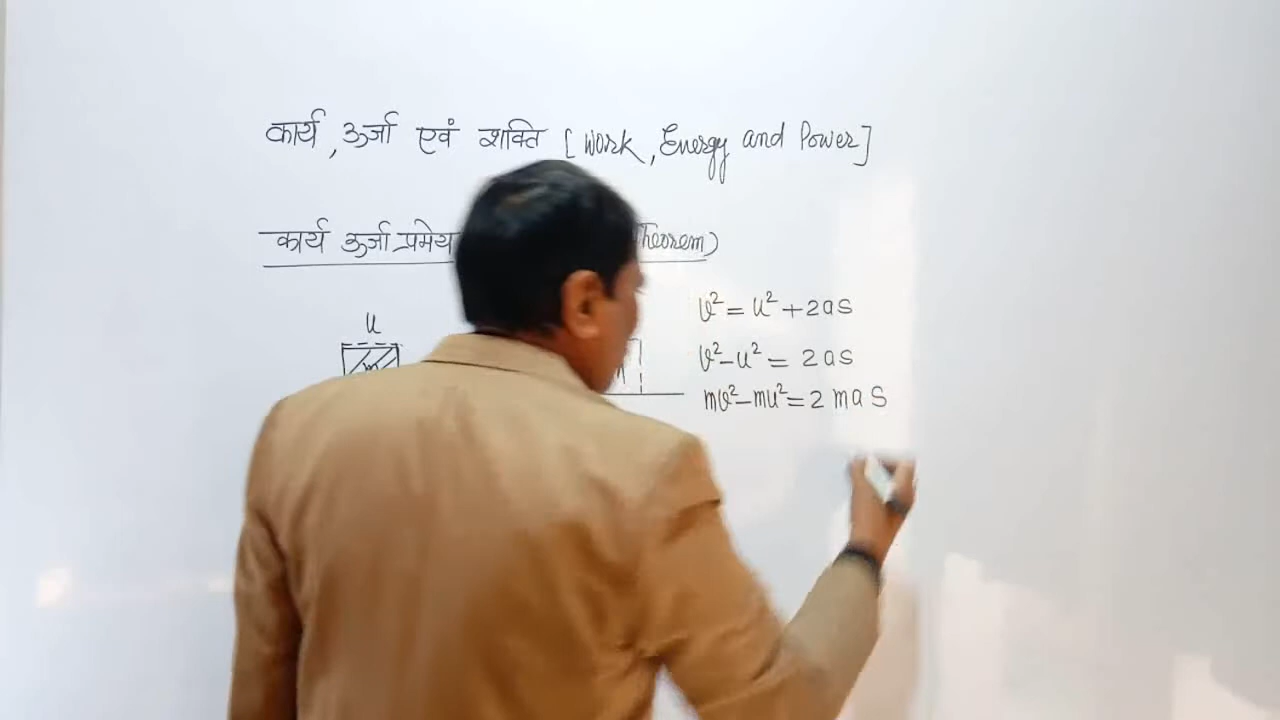 कार्य, ऊर्जा एवं शक्ति [Work, Energy and Power]
कार्य ऊर्जा प्रमेय Theorem)
u
m
v² = u² + 2as
v² - u² = 2as
mv² - mu² = 2 mas